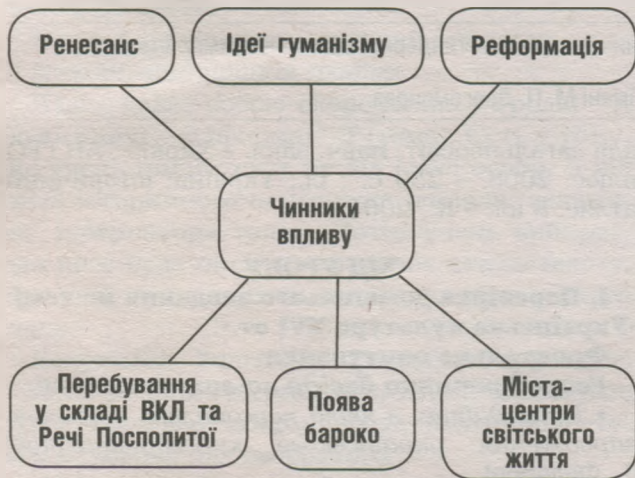 Ренесанс
Ідеї гуманізму
Реформація
Чинники
впливу
Перебування
у складі ВКЛ та
Речі Посполитої
Поява
бароко
Міста-
центри
світського
життя